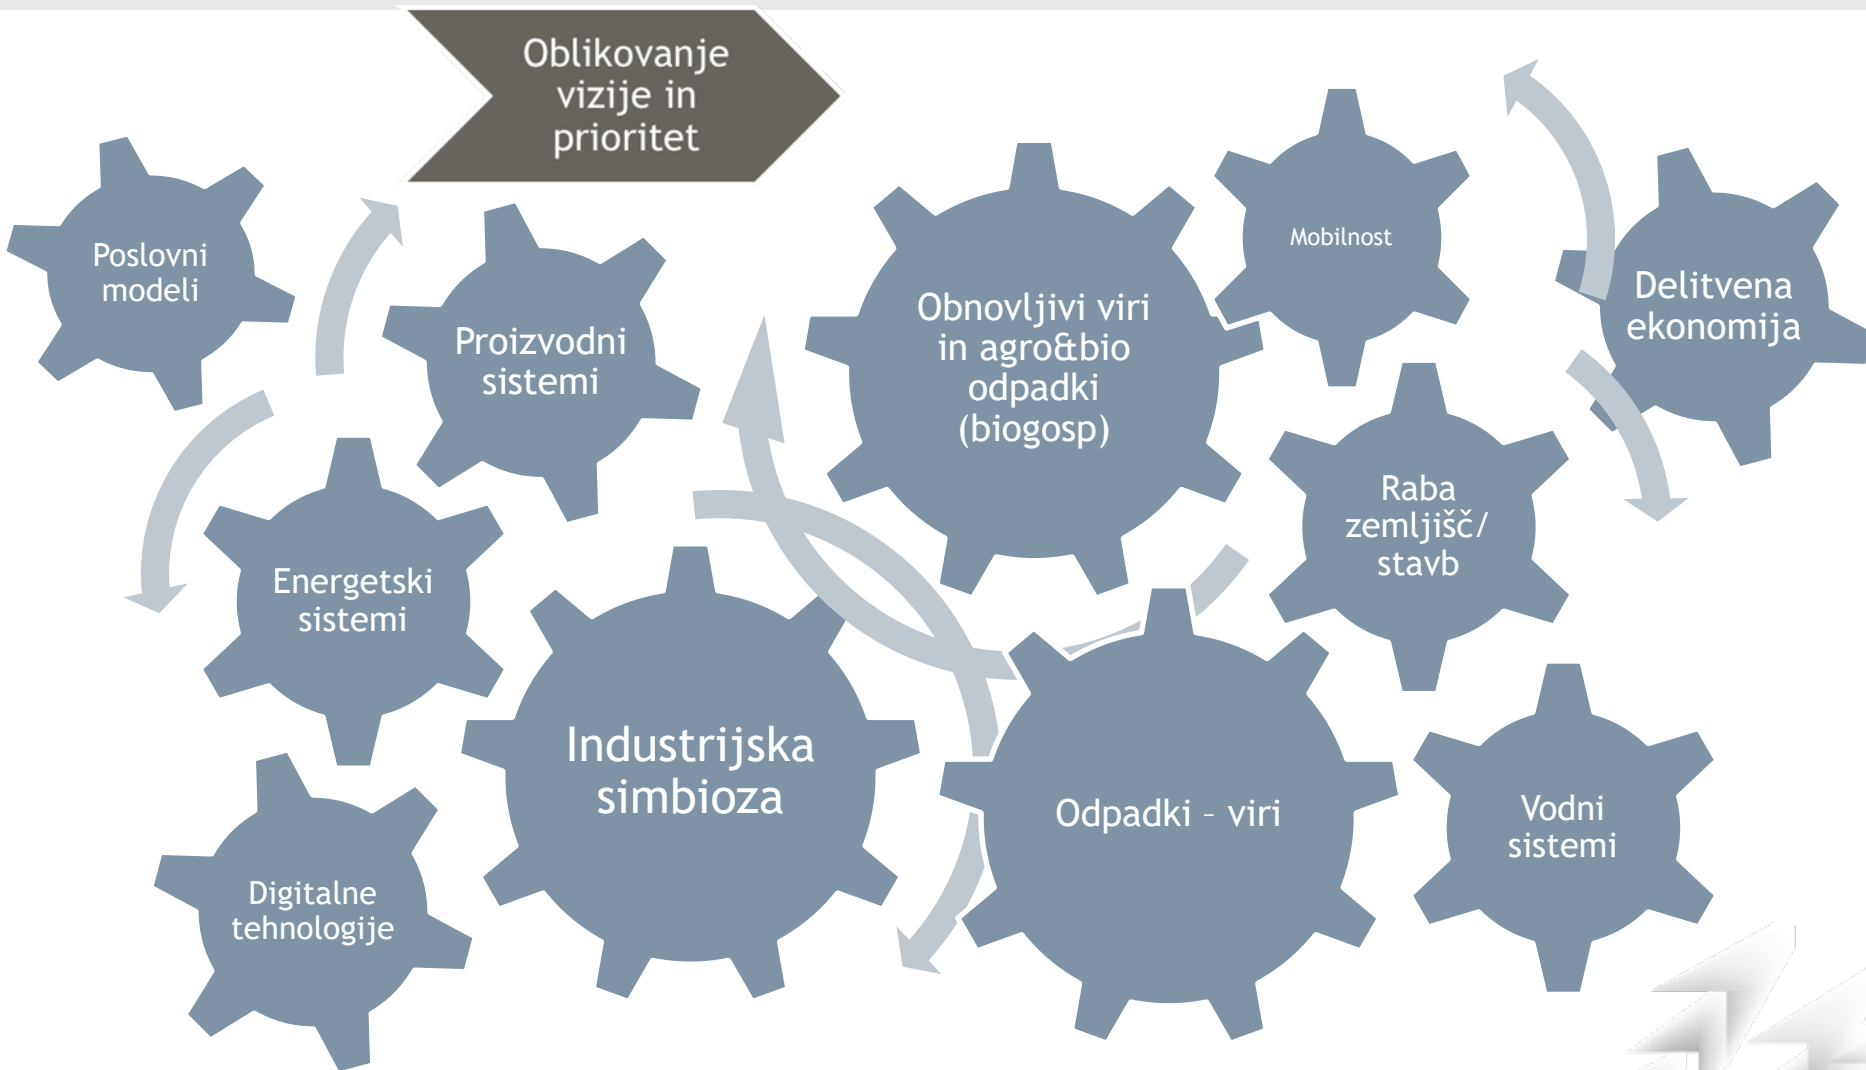 Oblikovanje
vizije in
prioritet
Poslovni
modeli
Proizvodni
sistemi
Obnovljivi viri
in agro&bio
odpadki
(biogosp)
Mobilnost
Delitvena
ekonomija
Energetski
sistemi
Raba
zemljišč/
stavb
Industrijska
simbioza
Odpadki – viri
Vodni
sistemi
Digitalne
tehnologije